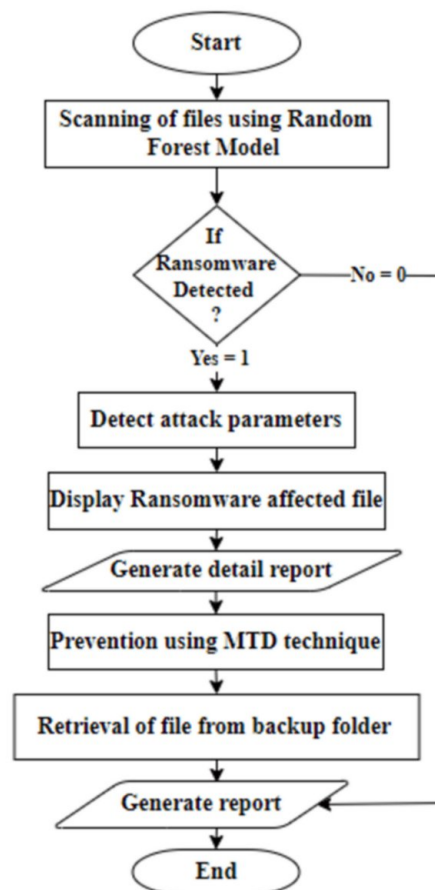 Start
Scanning of files using Random
Forest Model
If
Ransomware
Detected
?
No = 0
Yes = 1
Detect attack parameters
Display Ransomware affected file
Generate detail report
Prevention using MTD technique
Retrieval of file from backup folder
Generate report
End